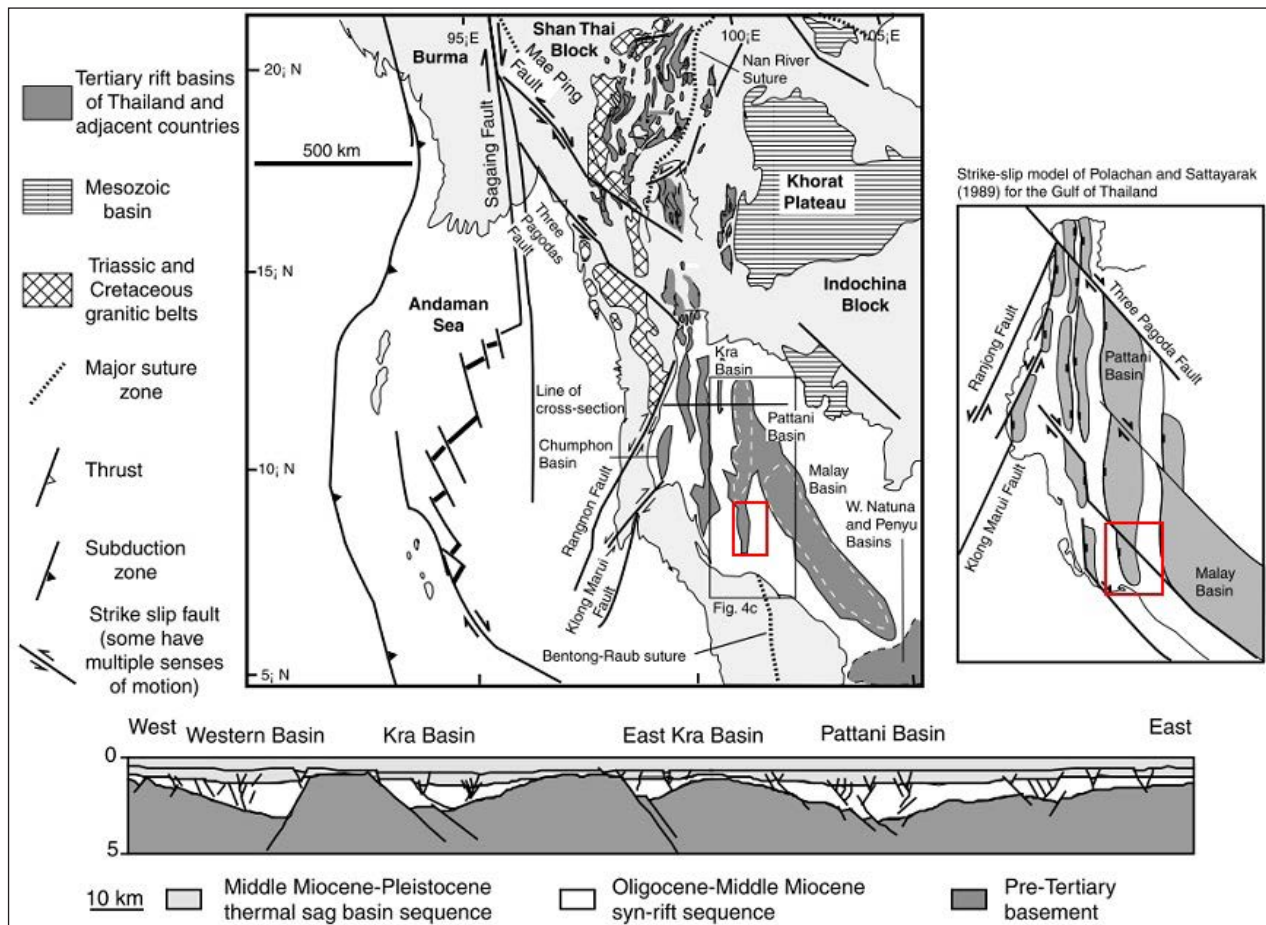 Tertiary rift basins
of Thailand and
adjacent countries
Mesozoic
basin
Triassic and
Cretaceous
granitic belts
Major suture
zone
Thrust
Subduction
zone
Strike slip fault
(some have
multiple senses
of motion)
95¡E
100¡E
105¡E
20¡ N
15¡ N
10¡ N
5¡ N
500 km
Burma
Shan Thai
Block
Nan River
Suture
Mae Ping
Fault
Sagaing Fault
Three
Pagodas
Fault
Khorat
Plateau
Indochina
Block
Andaman
Sea
Line of
cross-section
Kra
Basin
Chumphon
Basin
Pattani
Basin
Malay
Basin
W. Natuna
and Penyu
Basins
Rangnon Fault
Klong Marui
Fault
Fig. 4c
Bentong-Raub suture
Strike-slip model of Polachan and Sattayarak
(1989) for the Gulf of Thailand
Ranjong Fault
Three Pagoda Fault
Pattani
Basin
Klong Marui Fault
Malay
Basin
West
East
Western Basin
Kra Basin
East Kra Basin
Pattani Basin
0
5
10 km
Middle Miocene-Pleistocene
thermal sag basin sequence
Oligocene-Middle Miocene
syn-rift sequence
Pre-Tertiary
basement